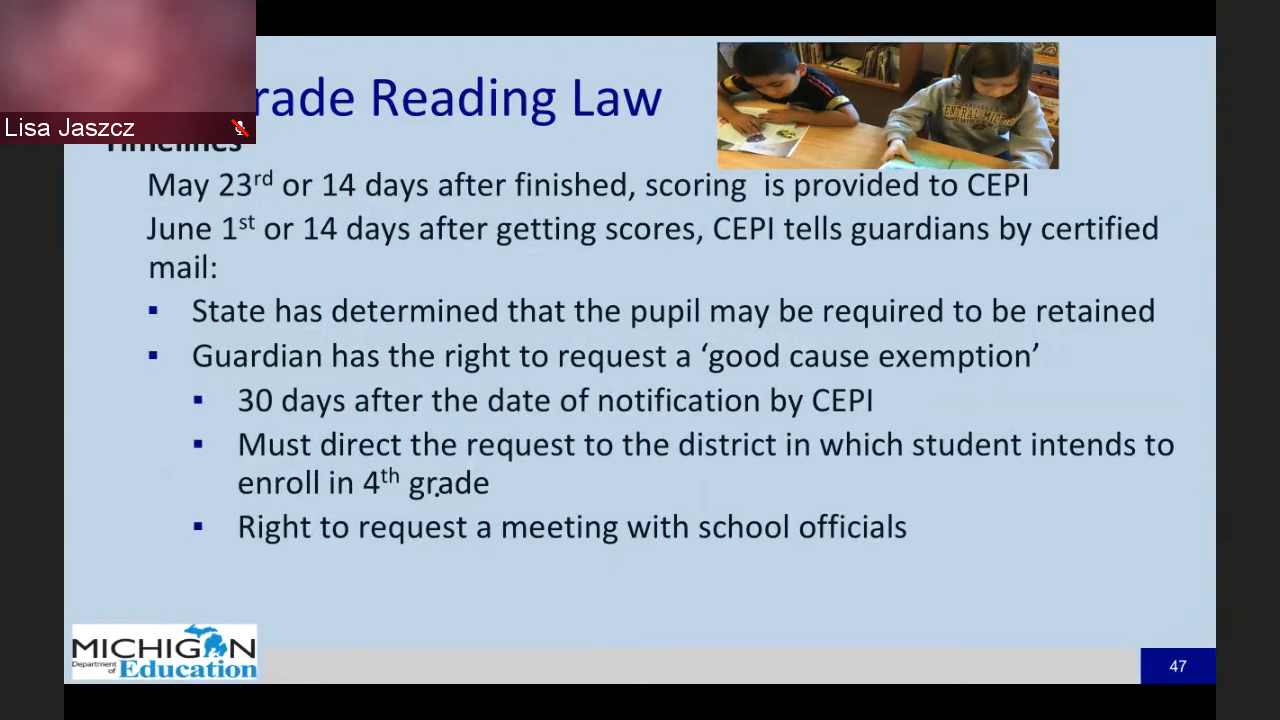 Lisa Jaszcz
rade Reading Law
Timelines
May 23rd or 14 days after finished, scoring is provided to CEPI
June 1st or 14 days after getting scores, CEPI tells guardians by certified
mail:
▪ State has determined that the pupil may be required to be retained
▪ Guardian has the right to request a ‘good cause exemption’
▪ 30 days after the date of notification by CEPI
▪ Must direct the request to the district in which student intends to
enroll in 4th grade
▪ Right to request a meeting with school officials
MICHIGAN
Department of Education
47